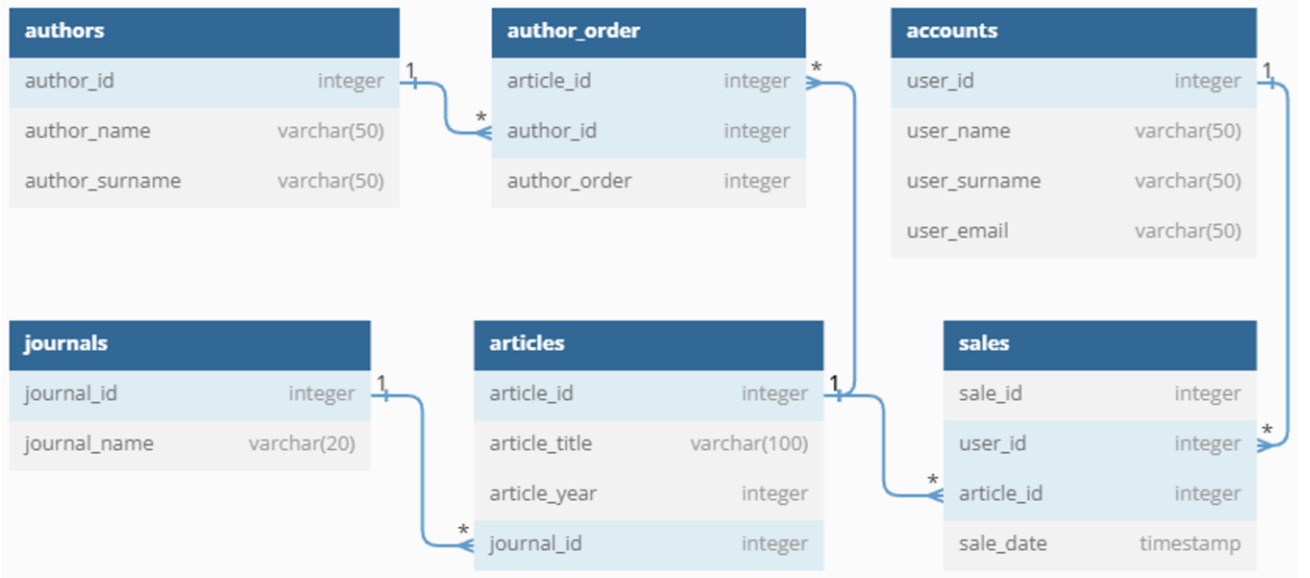 authors
author_id integer
author_name varchar(50)
author_surname varchar(50)
1
*
author_order
article_id integer
author_id integer
author_order integer
*
accounts
user_id integer
user_name varchar(50)
user_surname varchar(50)
user_email varchar(50)
1
journals
journal_id integer
journal_name varchar(20)
1
*
articles
article_id integer
article_title varchar(100)
article_year integer
journal_id integer
1
*
sales
sale_id integer
user_id integer
article_id integer
sale_date timestamp
*